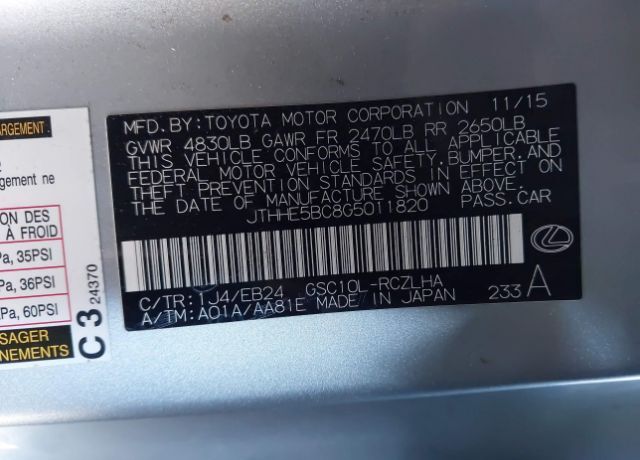 MFD. BY: TOYOTA MOTOR CORPORATION 11/15
GVWR 4830LB GAWR FR 2470LB RR 2650LB
THIS VEHICLE CONFORMS TO ALL APPLICABLE
FEDERAL MOTOR VEHICLE SAFETY, BUMPER, AND
THEFT PREVENTION STANDARDS IN EFFECT ON
THE DATE OF MANUFACTURE SHOWN ABOVE.
JTHHE5BC8G5011820 PASS. CAR
C/TR: 1J4/EB24 GSC10L-RCZLHA
A/TM: A01A/AA81E MADE IN JAPAN 233 A
ARGEMENT
gement ne
ION DES
À FROID
Pa, 35PSI
Pa, 36PSI
Pa, 60PSI
SAGER
NEMENTS
C3 24370